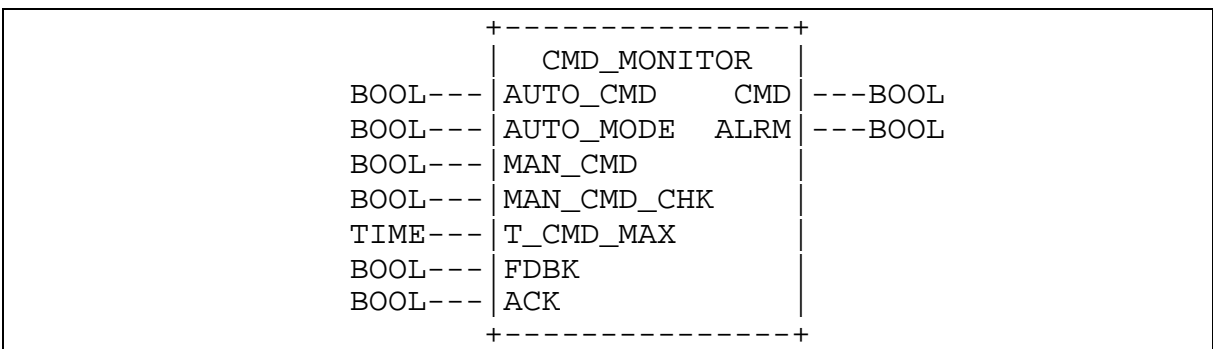 +---------------+
| CMD_MONITOR |
BOOL---|AUTO_CMD CMD|---BOOL
BOOL---|AUTO_MODE ALRM|---BOOL
BOOL---|MAN_CMD |
BOOL---|MAN_CMD_CHK |
TIME---|T_CMD_MAX |
BOOL---|FDBK |
BOOL---|ACK |
+---------------+